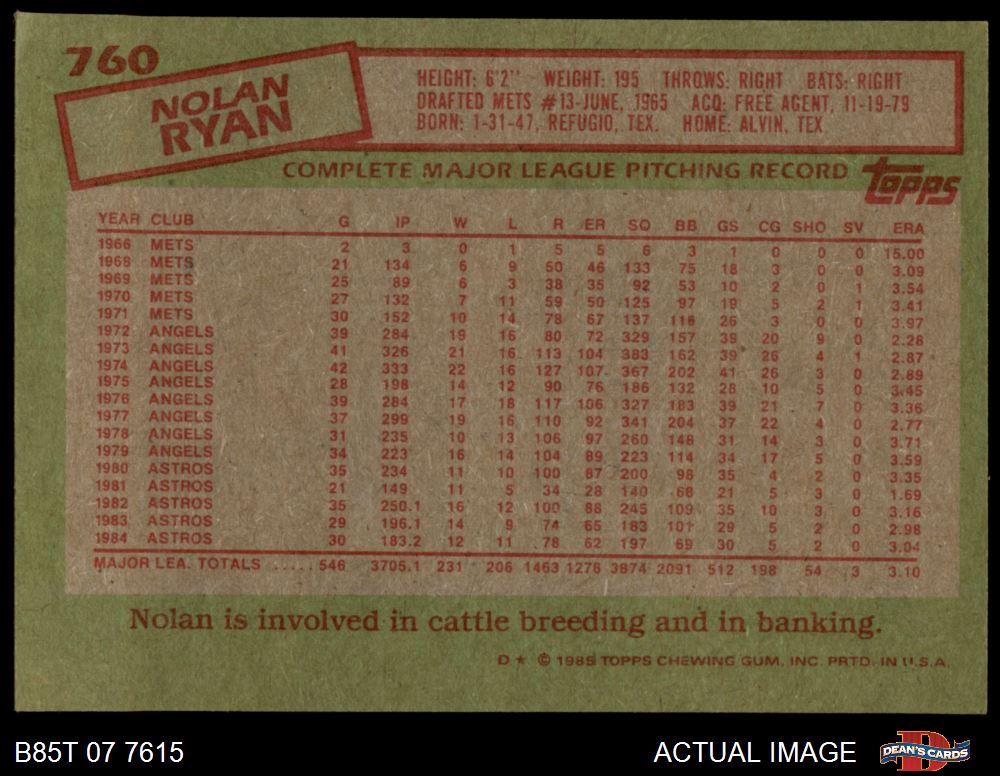 760
NOLAN
RYAN
HEIGHT: 6'2" WEIGHT: 195 THROWS: RIGHT BATS: RIGHT
DRAFTED METS #13-JUNE, 1965 ACQ: FREE AGENT, 11-19-79
BORN: 1-31-47, REFUGIO, TEX. HOME: ALVIN, TEX.
COMPLETE MAJOR LEAGUE PITCHING RECORD
topps
YEAR CLUB G IP W L R ER SO BB GS CG SHO SV ERA
1966 METS 2 3 0 1 5 5 6 3 1 0 0 0 15.00
1968 METS 21 134 6 9 50 46 133 75 18 3 0 0 3.09
1969 METS 25 89 6 3 38 35 92 53 10 2 0 1 3.54
1970 METS 27 132 7 11 59 50 125 97 19 5 2 1 3.41
1971 METS 30 152 10 14 78 67 137 116 26 3 0 0 3.97
1972 ANGELS 39 284 19 16 80 72 329 157 39 20 9 0 2.28
1973 ANGELS 41 326 21 16 113 104 383 162 39 26 4 1 2.87
1974 ANGELS 42 333 22 16 127 107 367 202 41 26 3 0 2.89
1975 ANGELS 28 198 14 12 90 76 186 132 28 10 5 0 3.45
1976 ANGELS 39 284 17 18 117 106 327 183 39 21 7 0 3.36
1977 ANGELS 37 299 19 16 110 92 341 204 37 22 4 0 2.77
1978 ANGELS 31 235 10 13 106 97 260 148 31 14 3 0 3.71
1979 ANGELS 34 223 16 14 104 89 223 114 34 17 5 0 3.59
1980 ASTROS 35 234 11 10 100 87 200 98 35 4 2 0 3.35
1981 ASTROS 21 149 11 5 34 28 140 68 21 5 3 0 1.69
1982 ASTROS 35 250.1 16 12 100 88 245 109 35 10 3 0 3.16
1983 ASTROS 29 196.1 14 9 74 65 183 101 29 5 2 0 2.98
1984 ASTROS 30 183.2 12 11 78 62 197 69 30 5 2 0 3.04
MAJOR LEA. TOTALS ..... 546 3705.1 231 206 1463 1276 3874 2091 512 198 54 3 3.10
Nolan is involved in cattle breeding and in banking.
D★ © 1985 TOPPS CHEWING GUM, INC. PRTD. IN U.S.A.
B85T 07 7615
ACTUAL IMAGE
D
DEAN'S CARDS